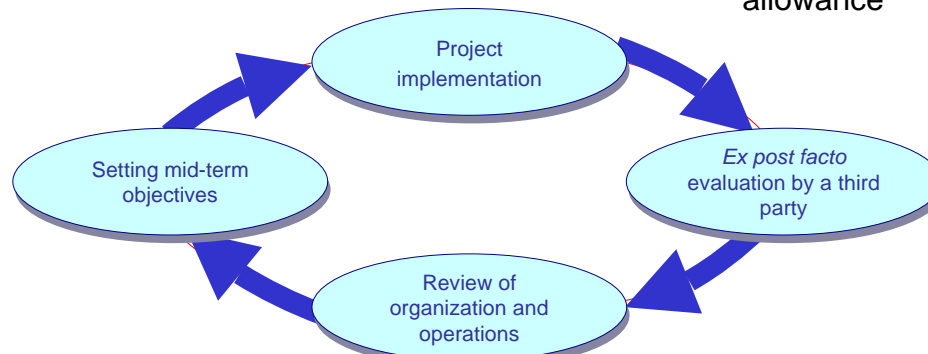 allowance
Project
implementation
Setting mid-term
objectives
Ex post facto
evaluation by a third
party
Review of
organization and
operations